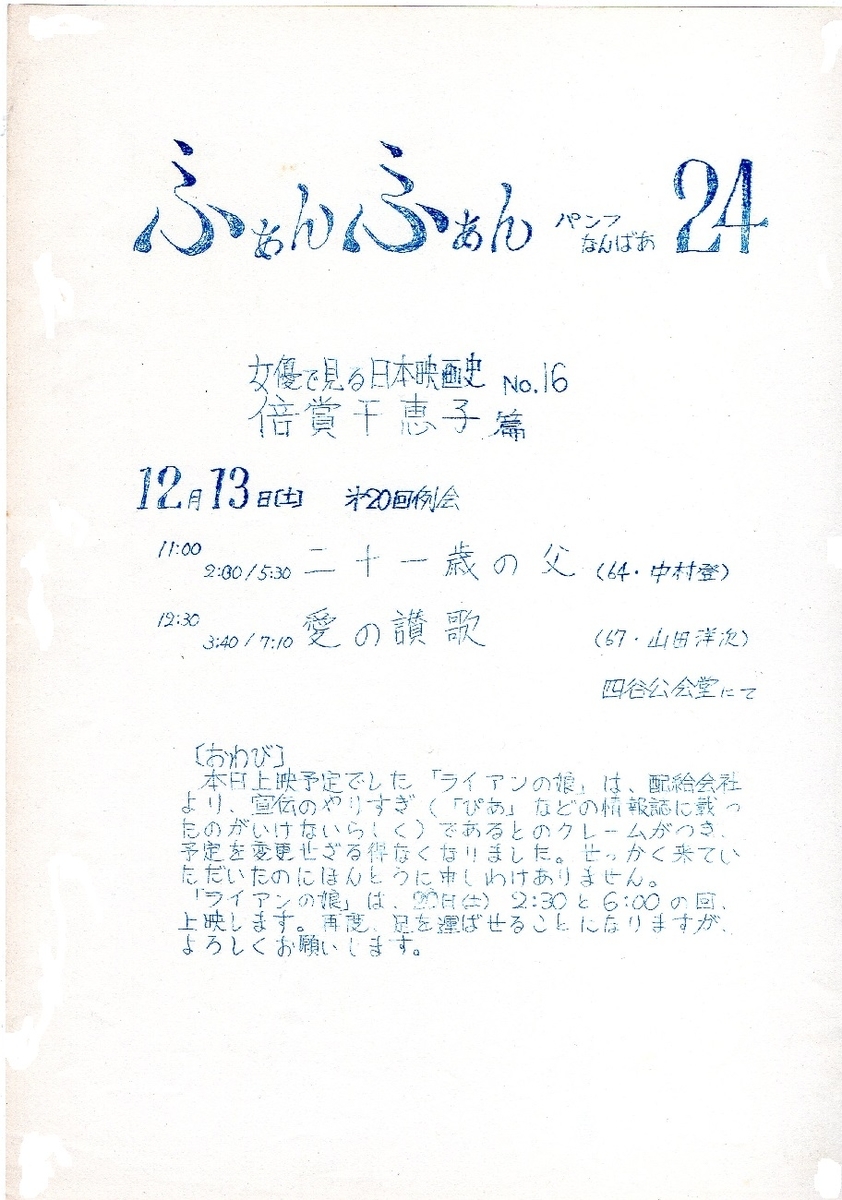 ふぁんふぁん パンフ なんばあ 24
女優で見る日本映画史 No.16
倍賞千恵子篇
12月13日[土] 才20回例会
11:00
2:00/5:30 二十一歳の父 (64・中村登)
12:30
3:40/7:10 愛の讃歌 (67・山田洋次)
四谷公会堂にて
〔おわび〕
本日上映予定でした「ライアンの娘」は、配給会社
より、宣伝のやりすぎ(「ぴあ」などの情報誌に載っ
たのがいけないらしく)であるとのクレームがつき、
予定を変更せざる得なくなりました。せっかく来てい
ただいたのにほんとうに申しわけありません。
「ライアンの娘」は、20日(土) 2:30と6:00の回、
上映します。再度、足を運ばせることになりますが、
よろしくお願いします。